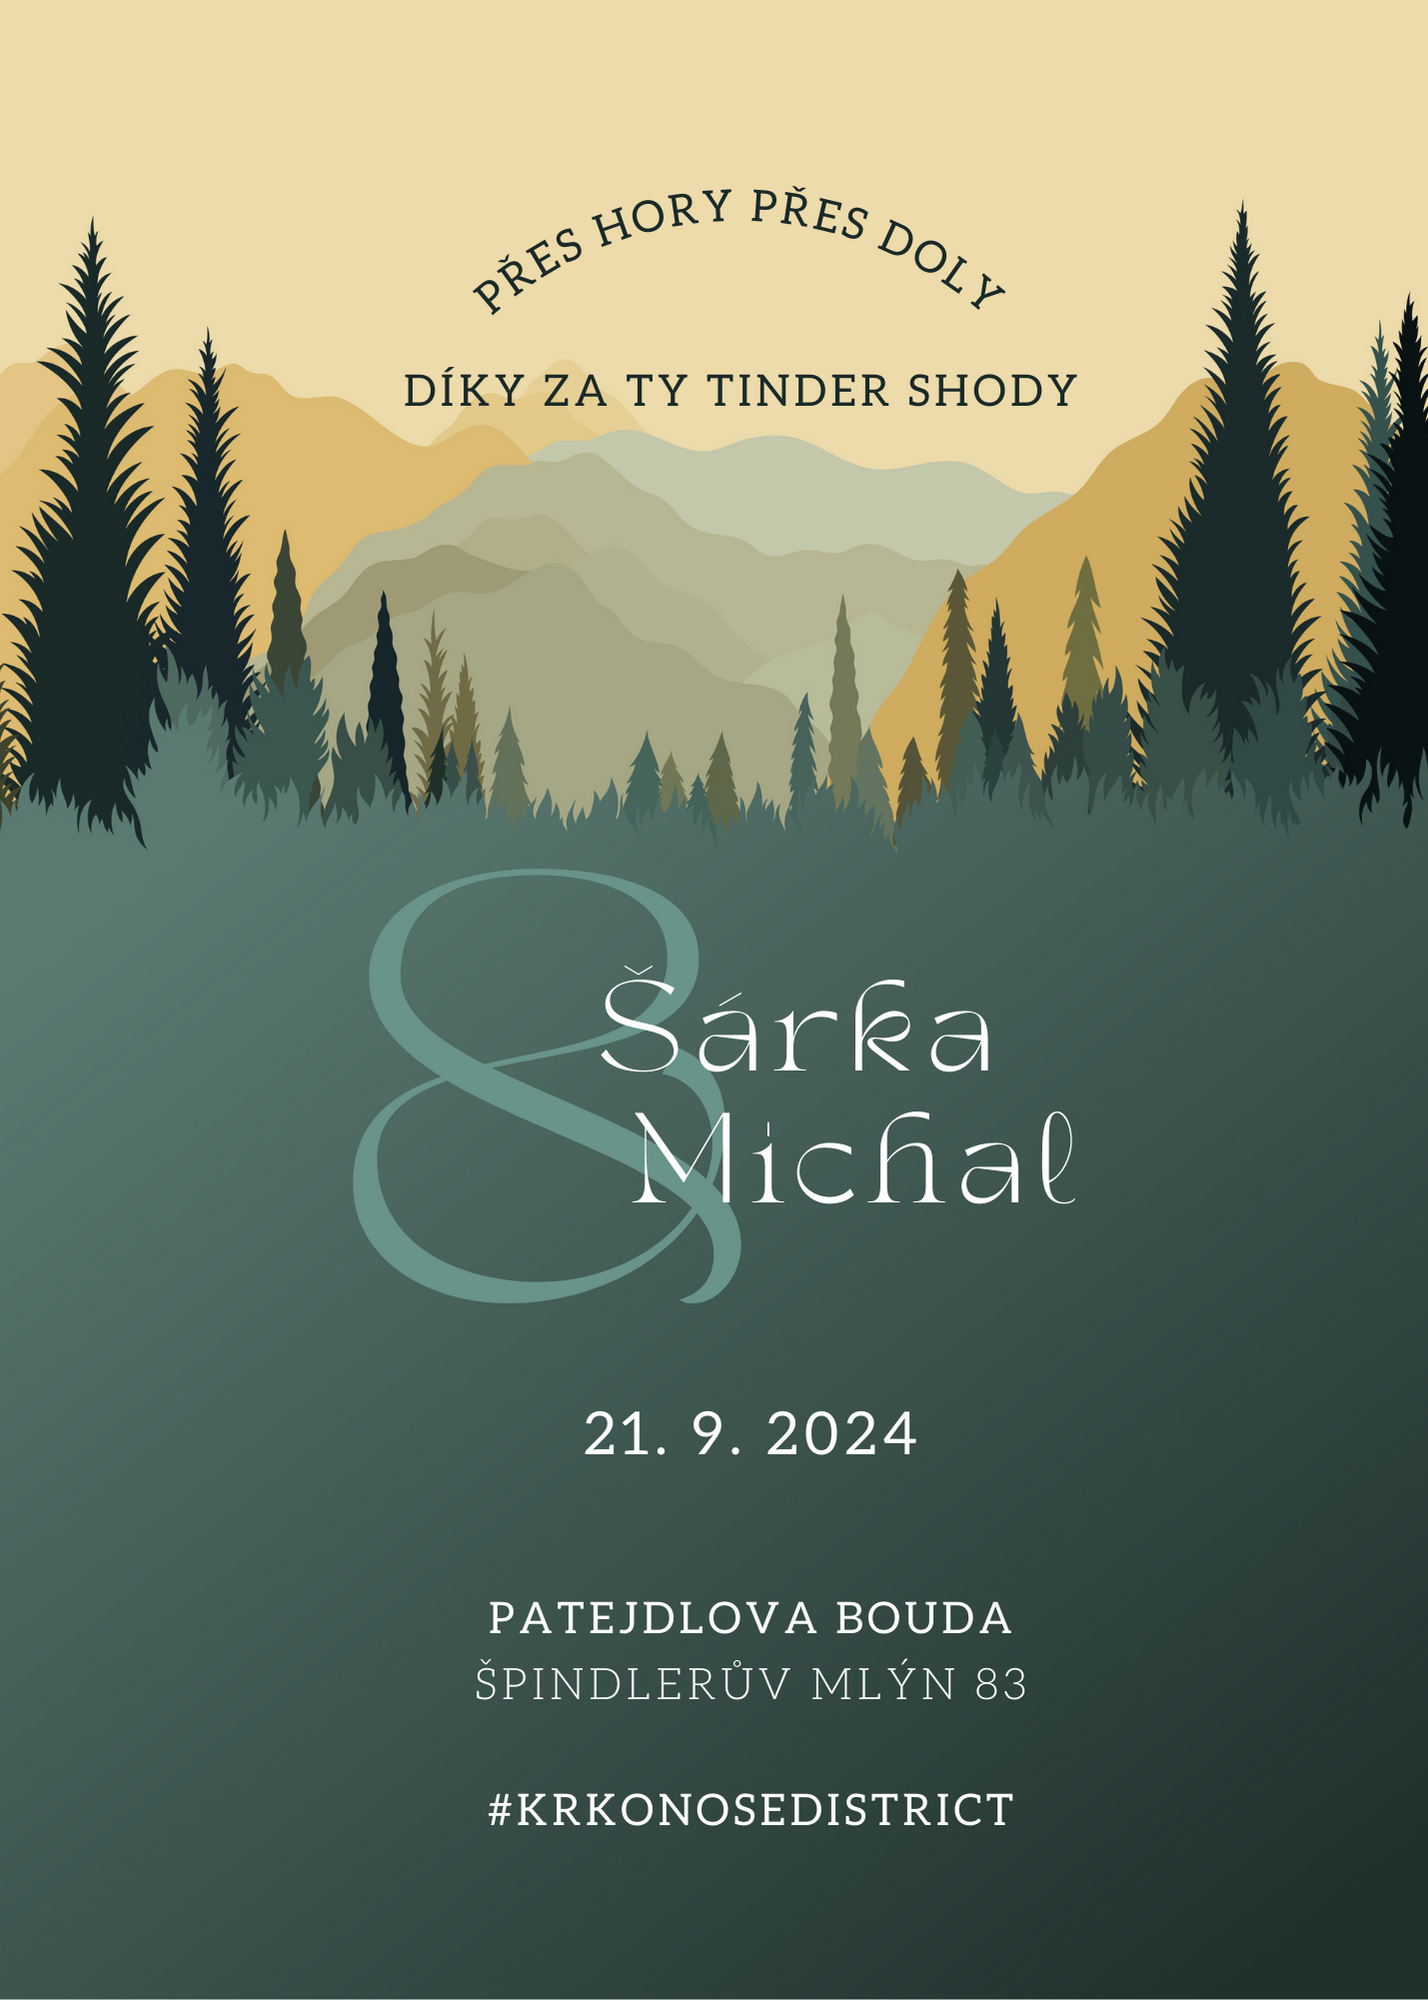 PŘES HORY PŘES DOLY
DÍKY ZA TY TINDER SHODY
&
Šárka
Michal
21. 9. 2024
PATEJDLOVA BOUDA
ŠPINDLERŮV MLÝN 83
#KRKONOSEDISTRICT